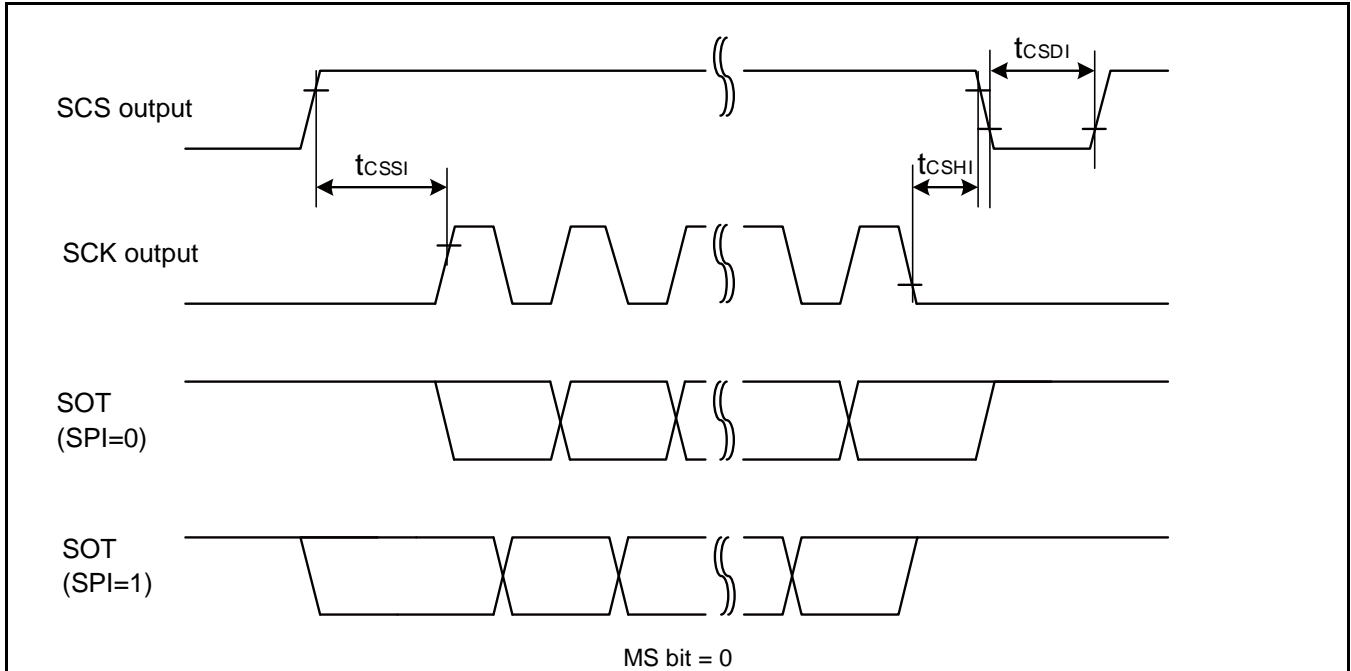 SCS output
tCSDI
tCSSI
tCSHI
SCK output
SOT
(SPI=0)
SOT
(SPI=1)
MS bit = 0